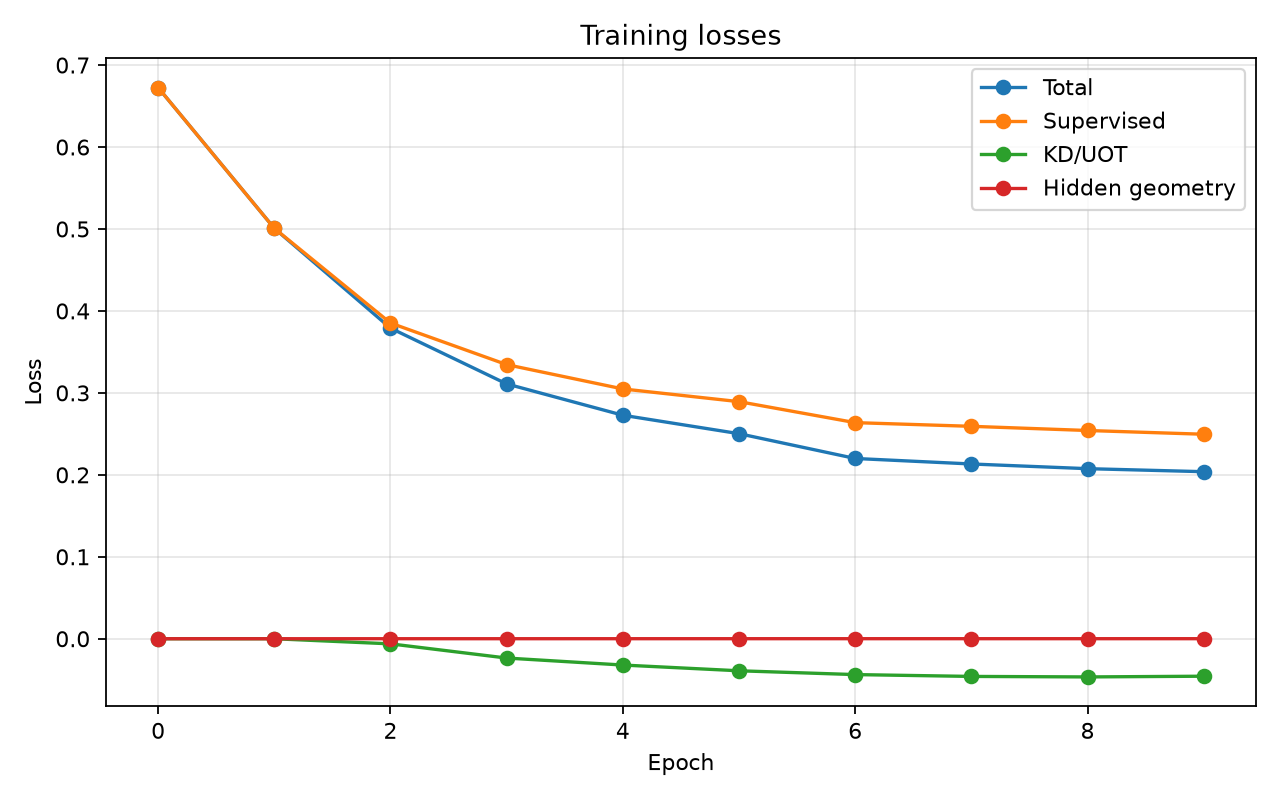 Training losses
Total
Supervised
KD/UOT
Hidden geometry
0.7
0.6
0.5
0.4
0.3
0.2
0.1
0.0
Loss
0 2 4 6 8
Epoch